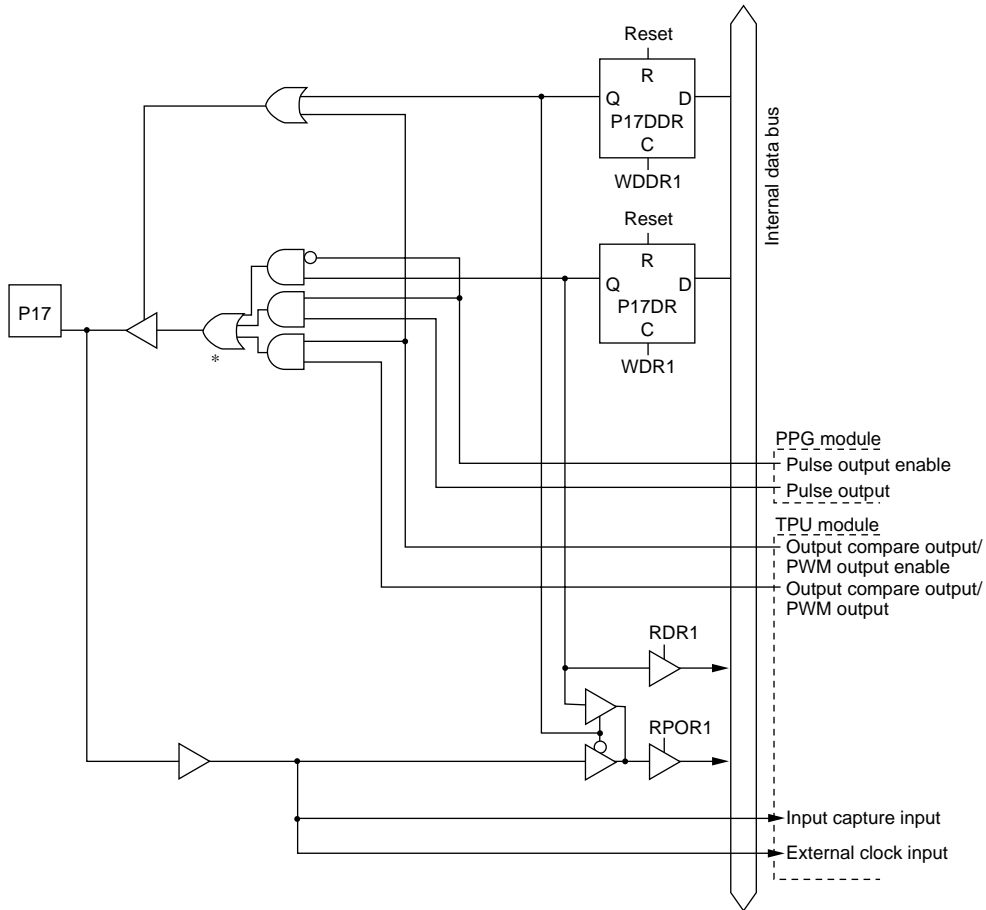 Reset
R
Q D
P17DDR
C
WDDR1
Internal data bus
Reset
R
Q D
P17DR
C
WDR1
P17
*
PPG module
Pulse output enable
Pulse output
TPU module
Output compare output/
PWM output enable
Output compare output/
PWM output
RDR1
RPOR1
Input capture input
External clock input